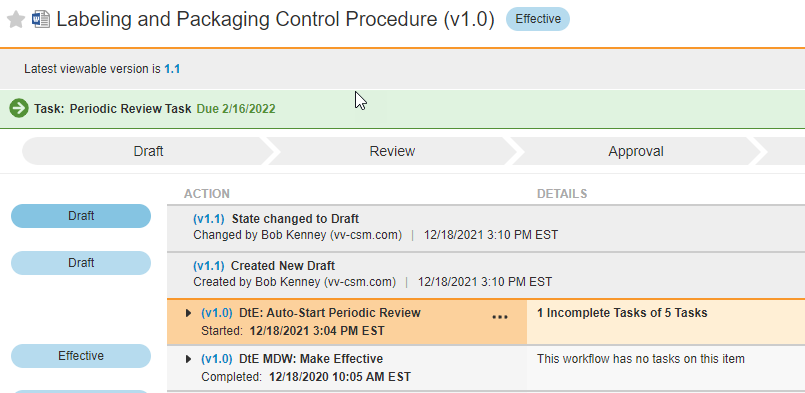 Labeling and Packaging Control Procedure (v1.0) Effective
Latest viewable version is 1.1
Task: Periodic Review Task Due 2/16/2022
Draft Review Approval
ACTION DETAILS
Draft
(v1.1) State changed to Draft
Changed by Bob Kenney (vv-csm.com) | 12/18/2021 3:10 PM EST
Draft
(v1.1) Created New Draft
Created by Bob Kenney (vv-csm.com) | 12/18/2021 3:10 PM EST
(v1.0) DtE: Auto-Start Periodic Review ... 1 Incomplete Tasks of 5 Tasks
Started: 12/18/2021 3:04 PM EST
Effective
(v1.0) DtE MDW: Make Effective This workflow has no tasks on this item
Completed: 12/18/2020 10:05 AM EST